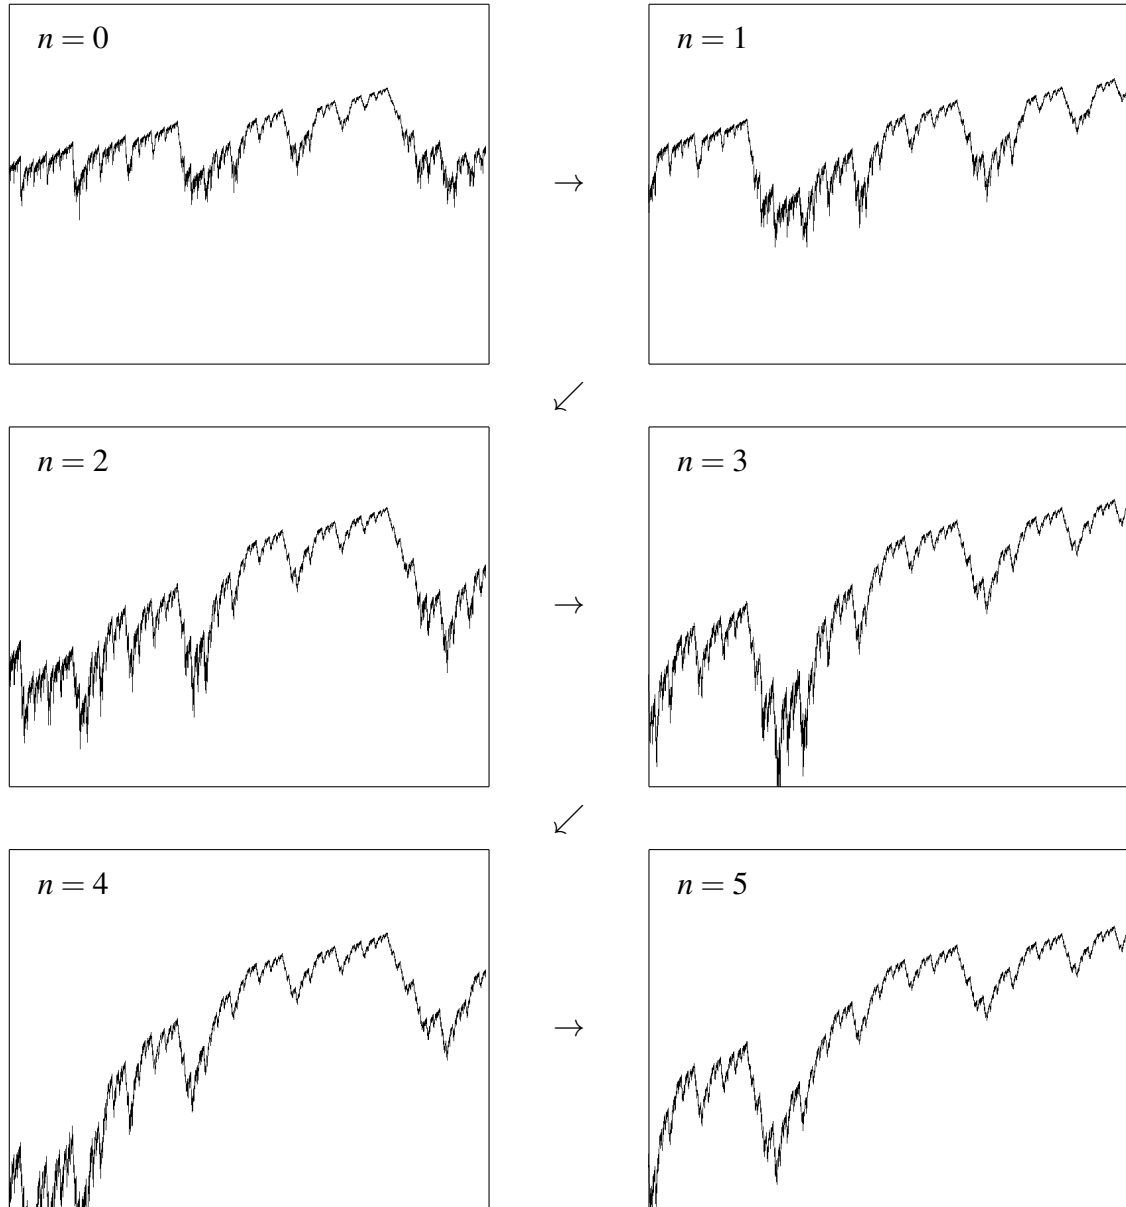 n = 0
n = 1
→
↙
n = 2
n = 3
→
↙
n = 4
n = 5
→